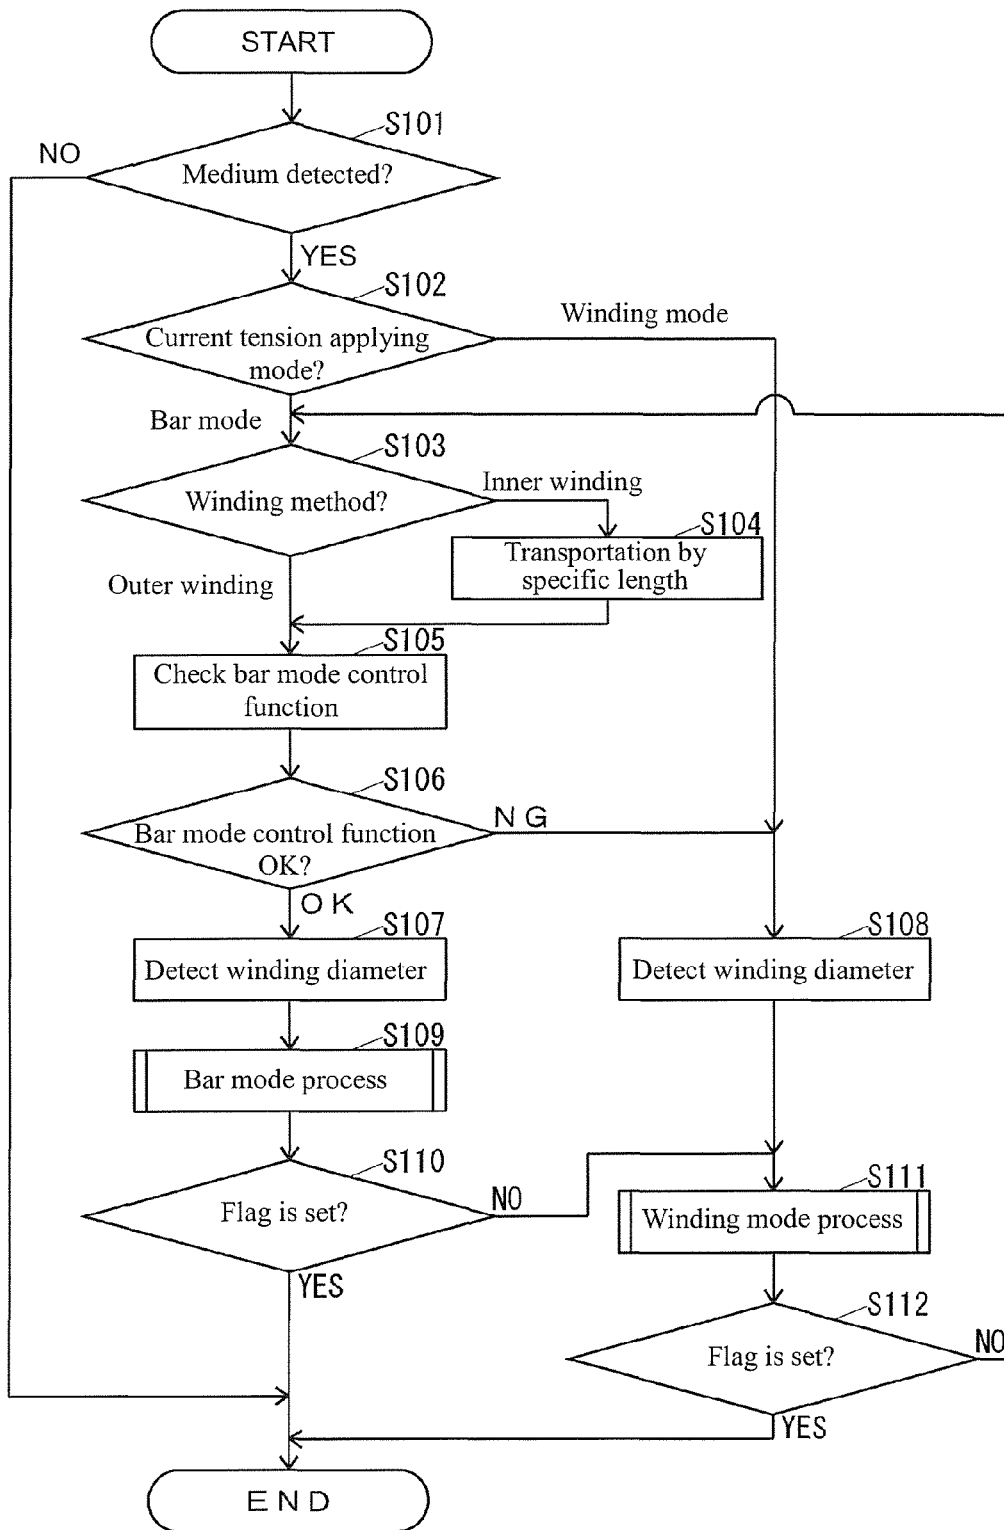 START
S101
NO
Medium detected?
YES
S102
Winding mode
Current tension applying
mode?
Bar mode
S103
Inner winding
Winding method?
S104
Transportation by
specific length
Outer winding
S105
Check bar mode control
function
S106
NG
Bar mode control function
OK?
OK
S107
S108
Detect winding diameter
Detect winding diameter
S109
Bar mode process
S110
S111
NO
Flag is set?
Winding mode process
YES
S112
NO
Flag is set?
YES
END